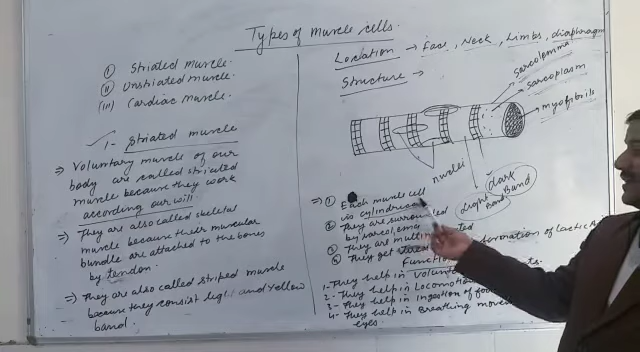 Types of muscle cells.
(I) Striated muscle.
(II) Unstriated muscle.
(III) Cardiac muscle.
1- Striated muscle
⇒ Voluntary muscle of our
body are called striated
muscle because they work
according our will.
⇒ They are also called skeletal
muscle because their muscular
bundle are attached to the bones
by tendon.
⇒ They are also called striped muscle
because they consist light and yellow
band.
Location → Face, Neck, Limbs, diaphragm
Structure →
sarcolemma
sarcoplasm
myofibrils
nuclei
Dark
Band
Light
Band
⇒ ① Each muscle cell
is cylindrical
② They are surrounded
by
③ They are
④ They get formation of lactic
Function
1- They help in
2- They help in Locomotion
3- They help in ingestion of
4- They help in Breathing
eyes.